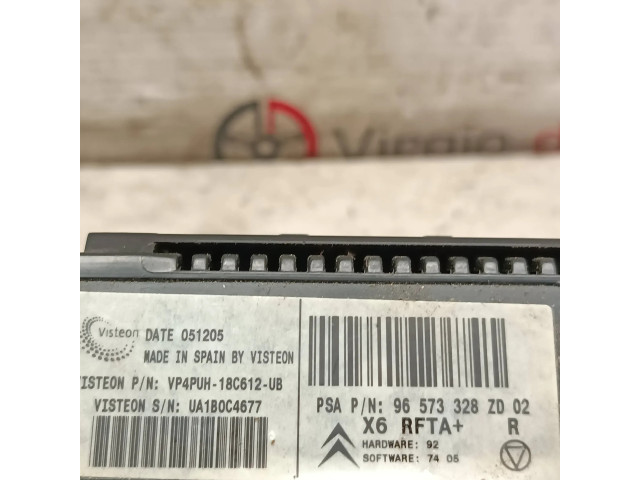 Visteon
DATE 051205
MADE IN SPAIN BY VISTEON
VISTEON P/N: VP4PUH-18C612-UB
VISTEON S/N: UA1B0C4677
PSA P/N: 96 573 328 ZD 02
X6 RFTA+ R
HARDWARE: 92
SOFTWARE: 74 05